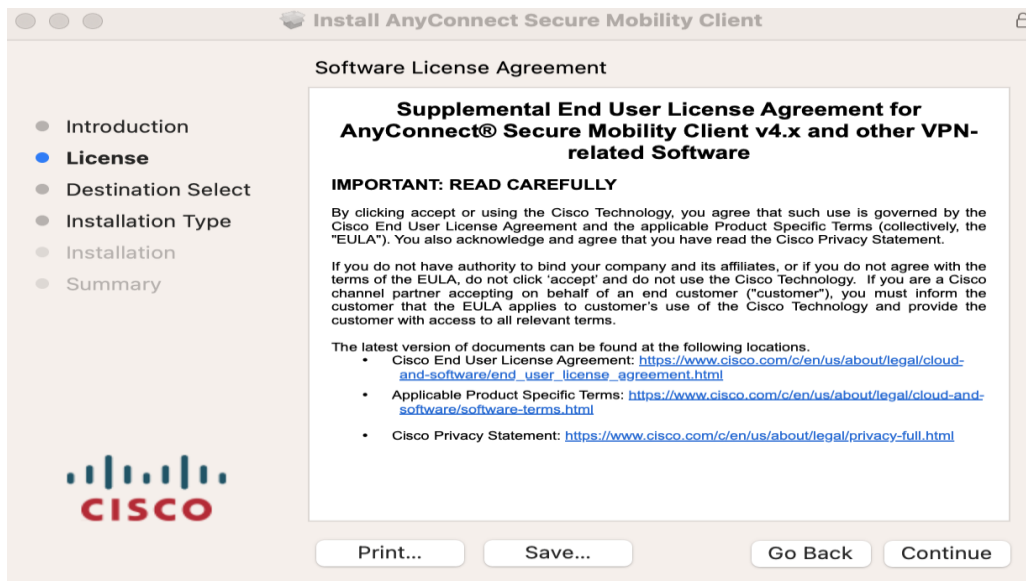 Install AnyConnect Secure Mobility Client
Software License Agreement
Introduction
License
Destination Select
Installation Type
Installation
Summary
Supplemental End User License Agreement for
AnyConnect® Secure Mobility Client v4.x and other VPN-
related Software
IMPORTANT: READ CAREFULLY
By clicking accept or using the Cisco Technology, you agree that such use is governed by the
Cisco End User License Agreement and the applicable Product Specific Terms (collectively, the
"EULA"). You also acknowledge and agree that you have read the Cisco Privacy Statement.
If you do not have authority to bind your company and its affiliates, or if you do not agree with the
terms of the EULA, do not click 'accept' and do not use the Cisco Technology. If you are a Cisco
channel partner accepting on behalf of an end customer ("customer"), you must inform the
customer that the EULA applies to customer's use of the Cisco Technology and provide the
customer with access to all relevant terms.
The latest version of documents can be found at the following locations.
• Cisco End User License Agreement: https://www.cisco.com/c/en/us/about/legal/cloud-
and-software/end_user_license_agreement.html
• Applicable Product Specific Terms: https://www.cisco.com/c/en/us/about/legal/cloud-and-
software/software-terms.html
• Cisco Privacy Statement: https://www.cisco.com/c/en/us/about/legal/privacy-full.html
CISCO
Print...
Save...
Go Back
Continue